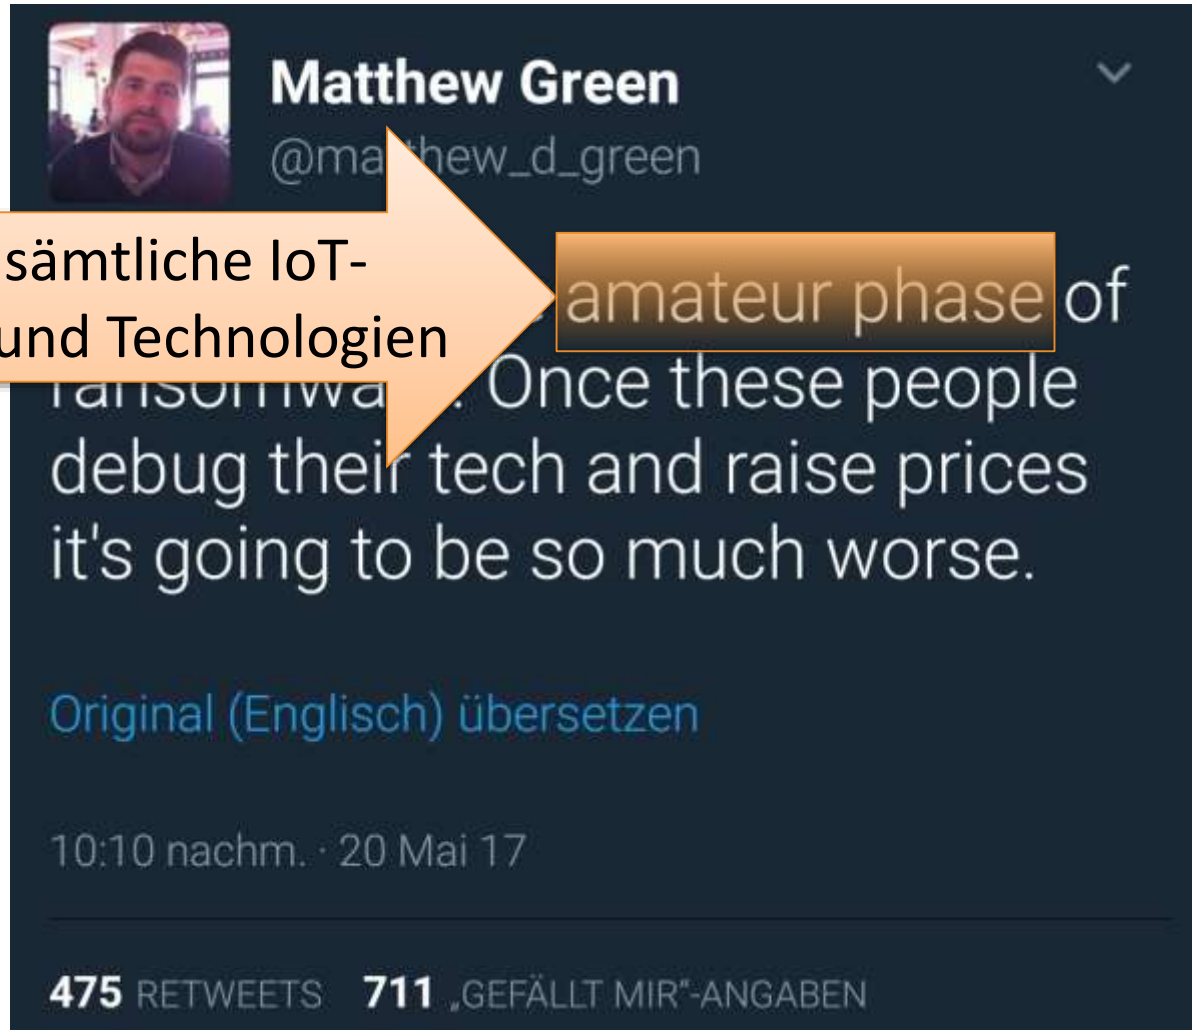 Matthew Green
@matthew_d_green
sämtliche IoT-
und Technologien
amateur phase of
Once these people
debug their tech and raise prices
it's going to be so much worse.
Original (Englisch) übersetzen
10:10 nachm. · 20 Mai 17
475 RETWEETS 711 „GEFÄLLT MIR"-ANGABEN